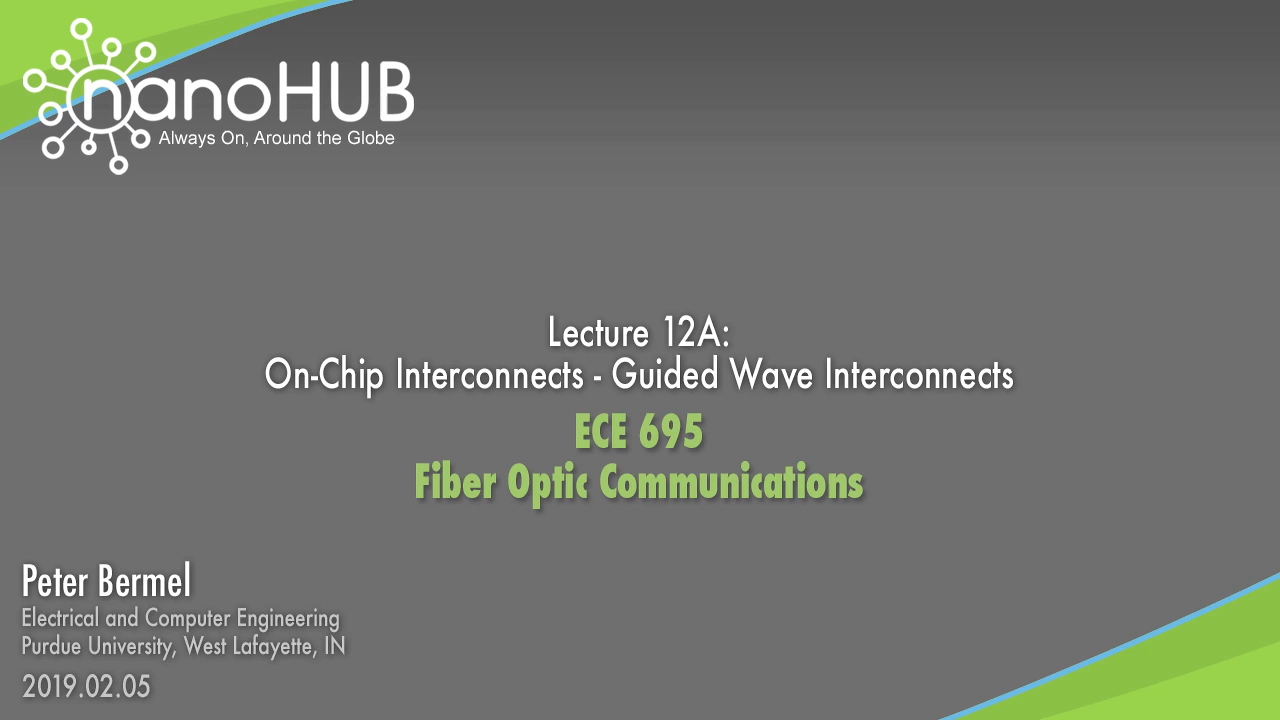 nanoHUB
Always On, Around the Globe
Lecture 12A:
On-Chip Interconnects - Guided Wave Interconnects
ECE 695
Fiber Optic Communications
Peter Bermel
Electrical and Computer Engineering
Purdue University, West Lafayette, IN
2019.02.05